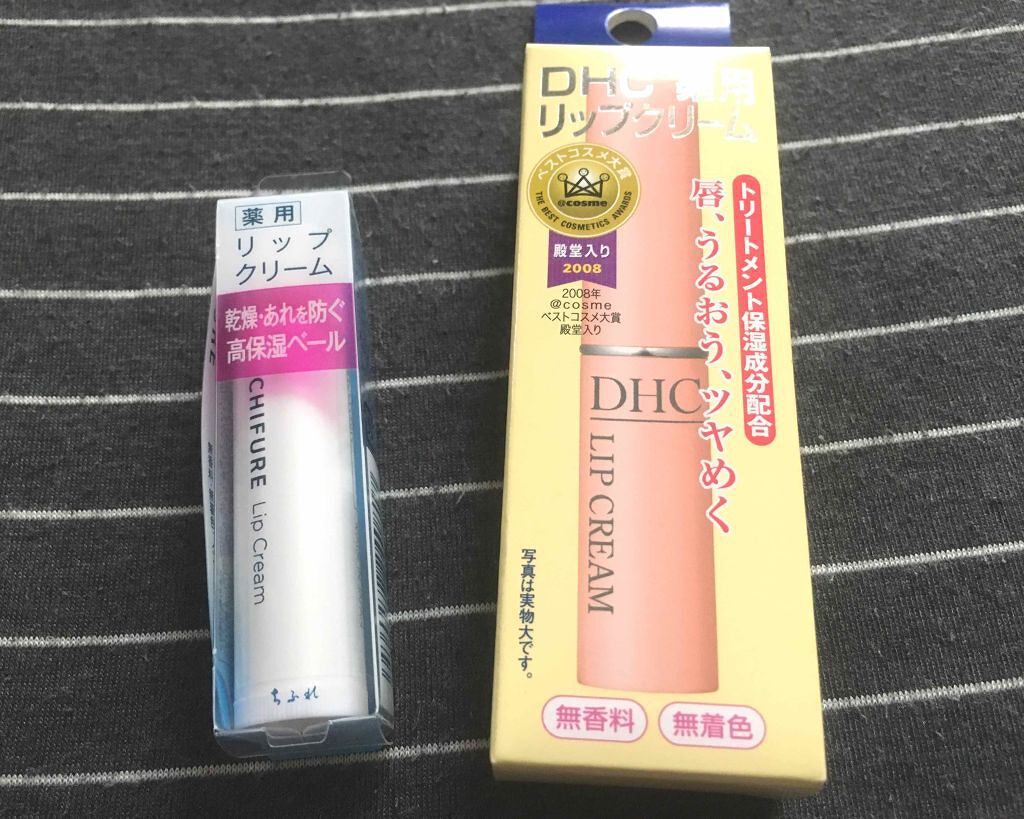 薬用
リップ
クリーム
乾燥・あれを防ぐ
高保湿ベール
CHIFURE Lip Cream
ちふれ
DHC 薬用
リップクリーム
ベストコスメ大賞
@cosme
THE BEST COSMETICS AWARDS
殿堂入り
2008
2008年
@cosme
ベストコスメ大賞
殿堂入り
トリートメント保湿成分配合
唇、うるおう、ツヤめく
DHC
LIP CREAM
写真は実物大です。
無香料
無着色